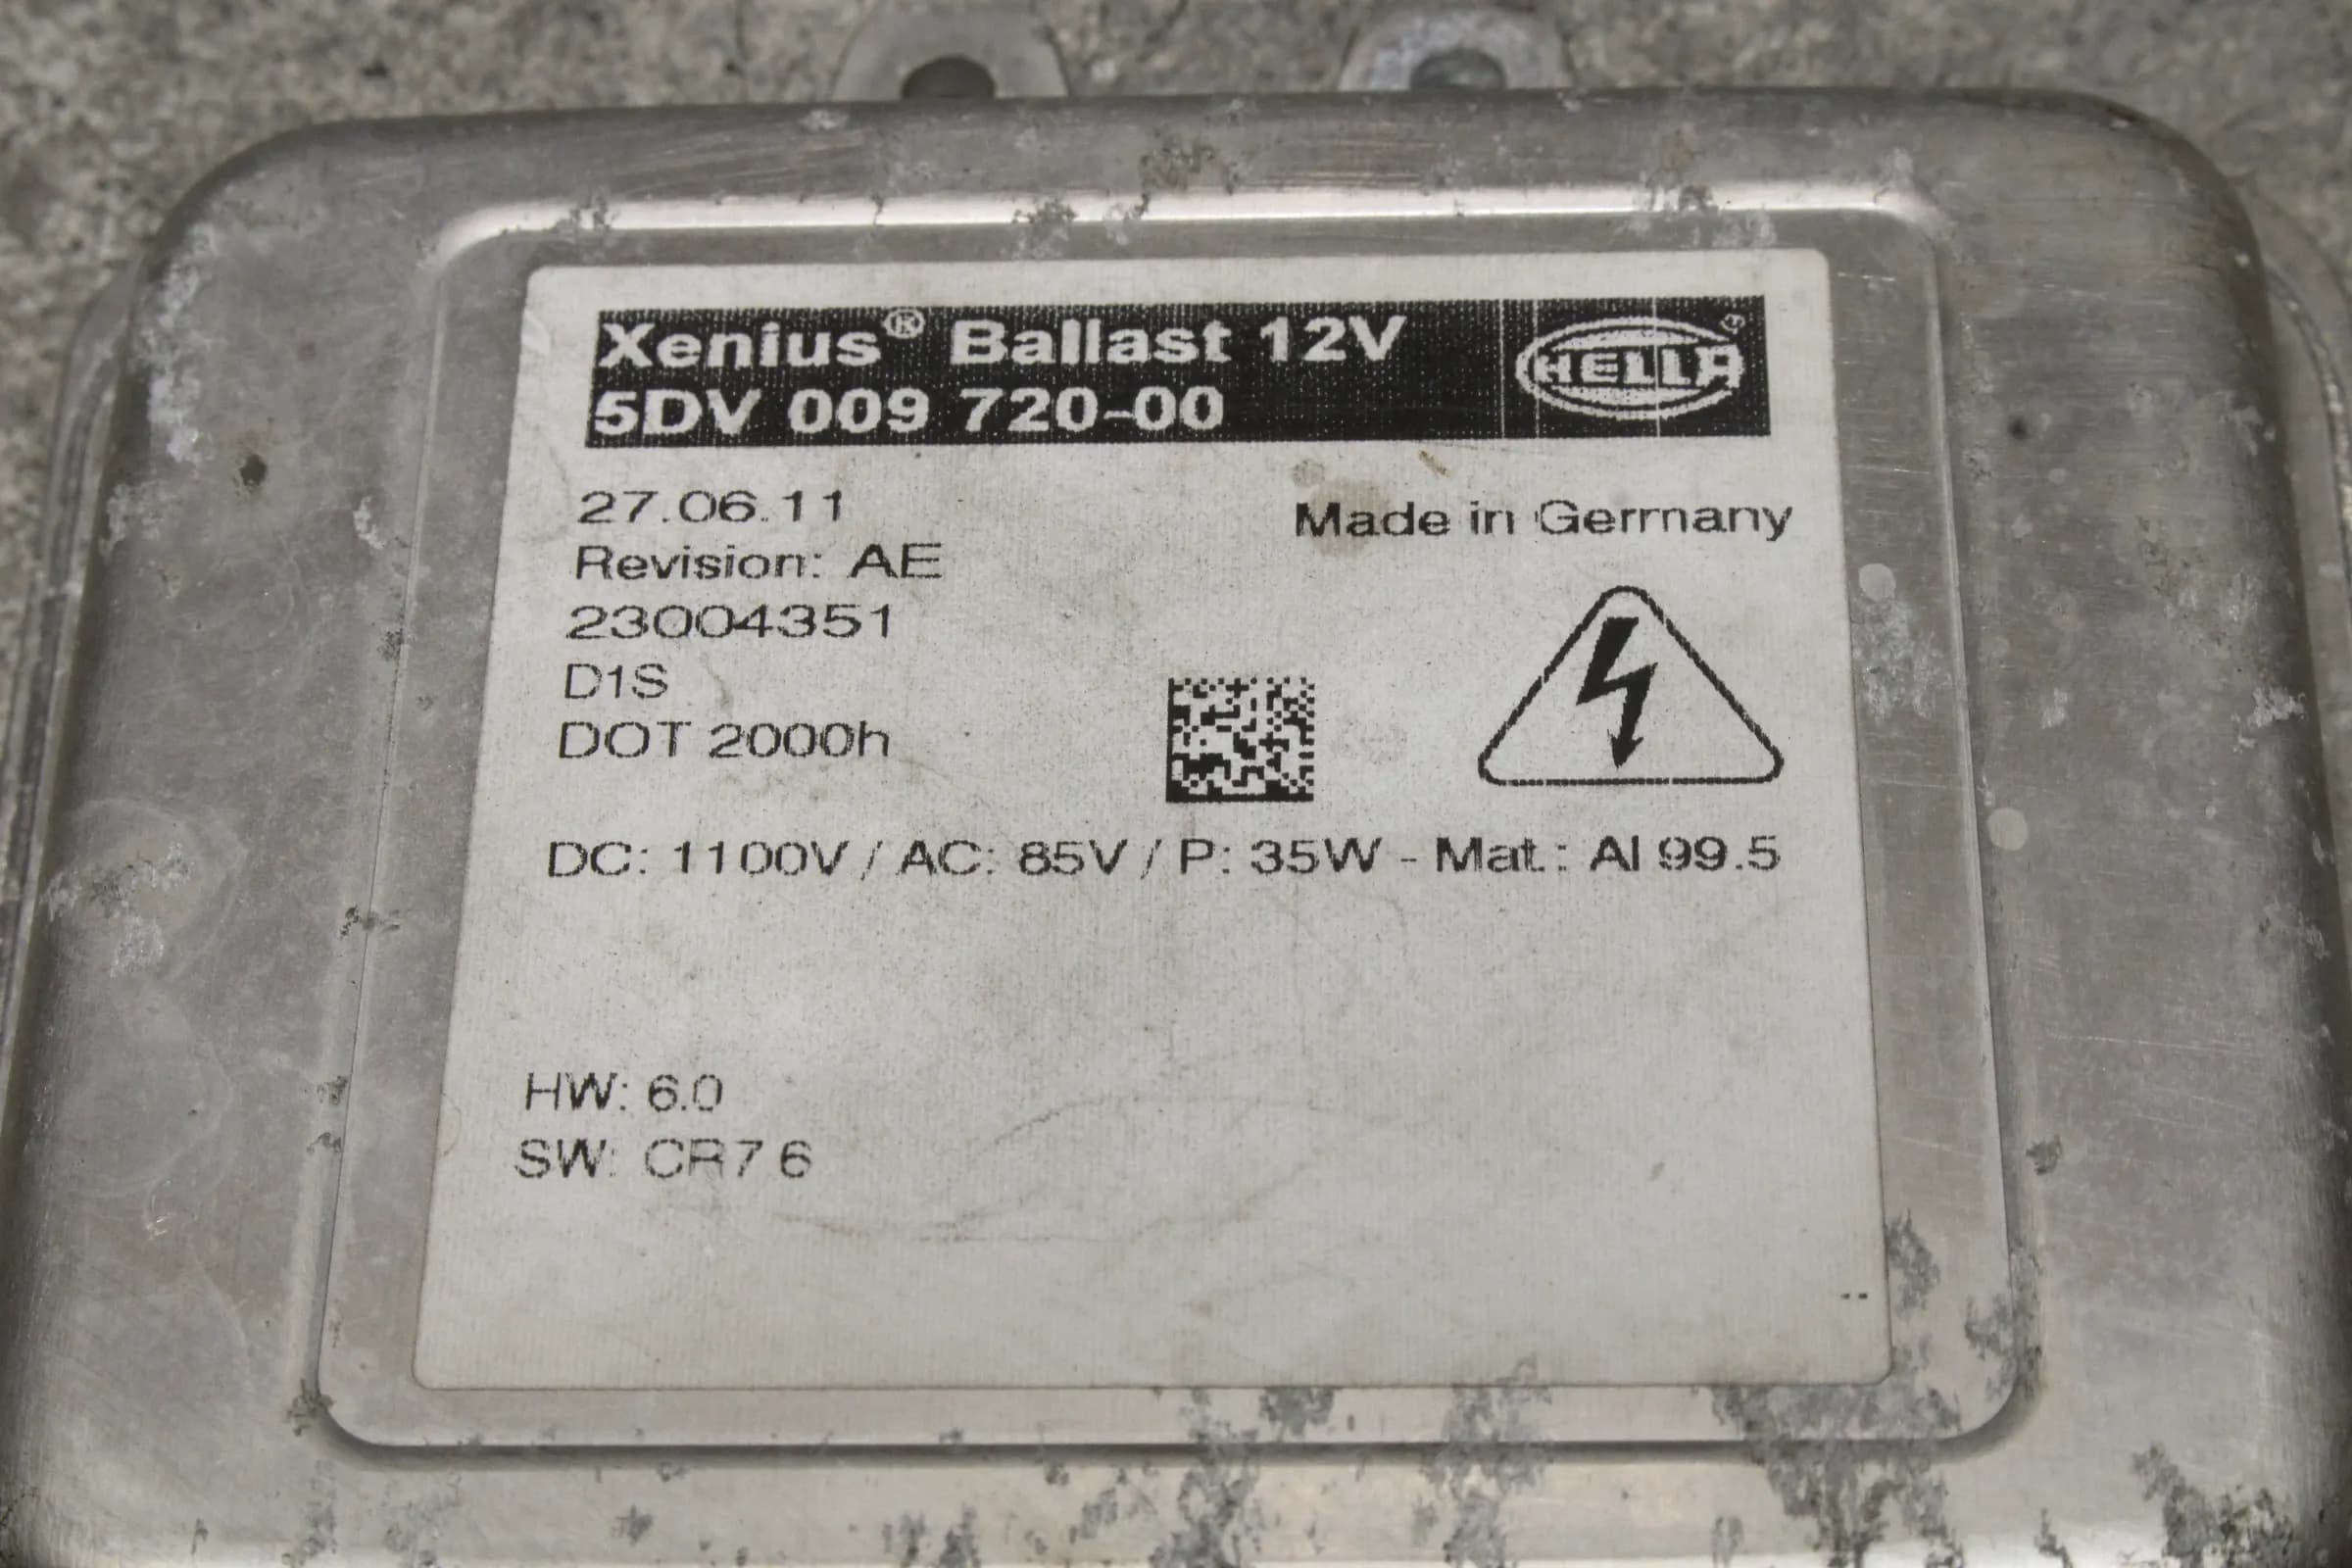 Xenius® Ballast 12V
HELLA®
5DV 009 720-00
27.06.11
Made in Germany
Revision: AE
23004351
D1S
DOT 2000h
DC: 1100V / AC: 85V / P: 35W - Mat.: Al 99.5
HW: 6.0
SW: CR7.6